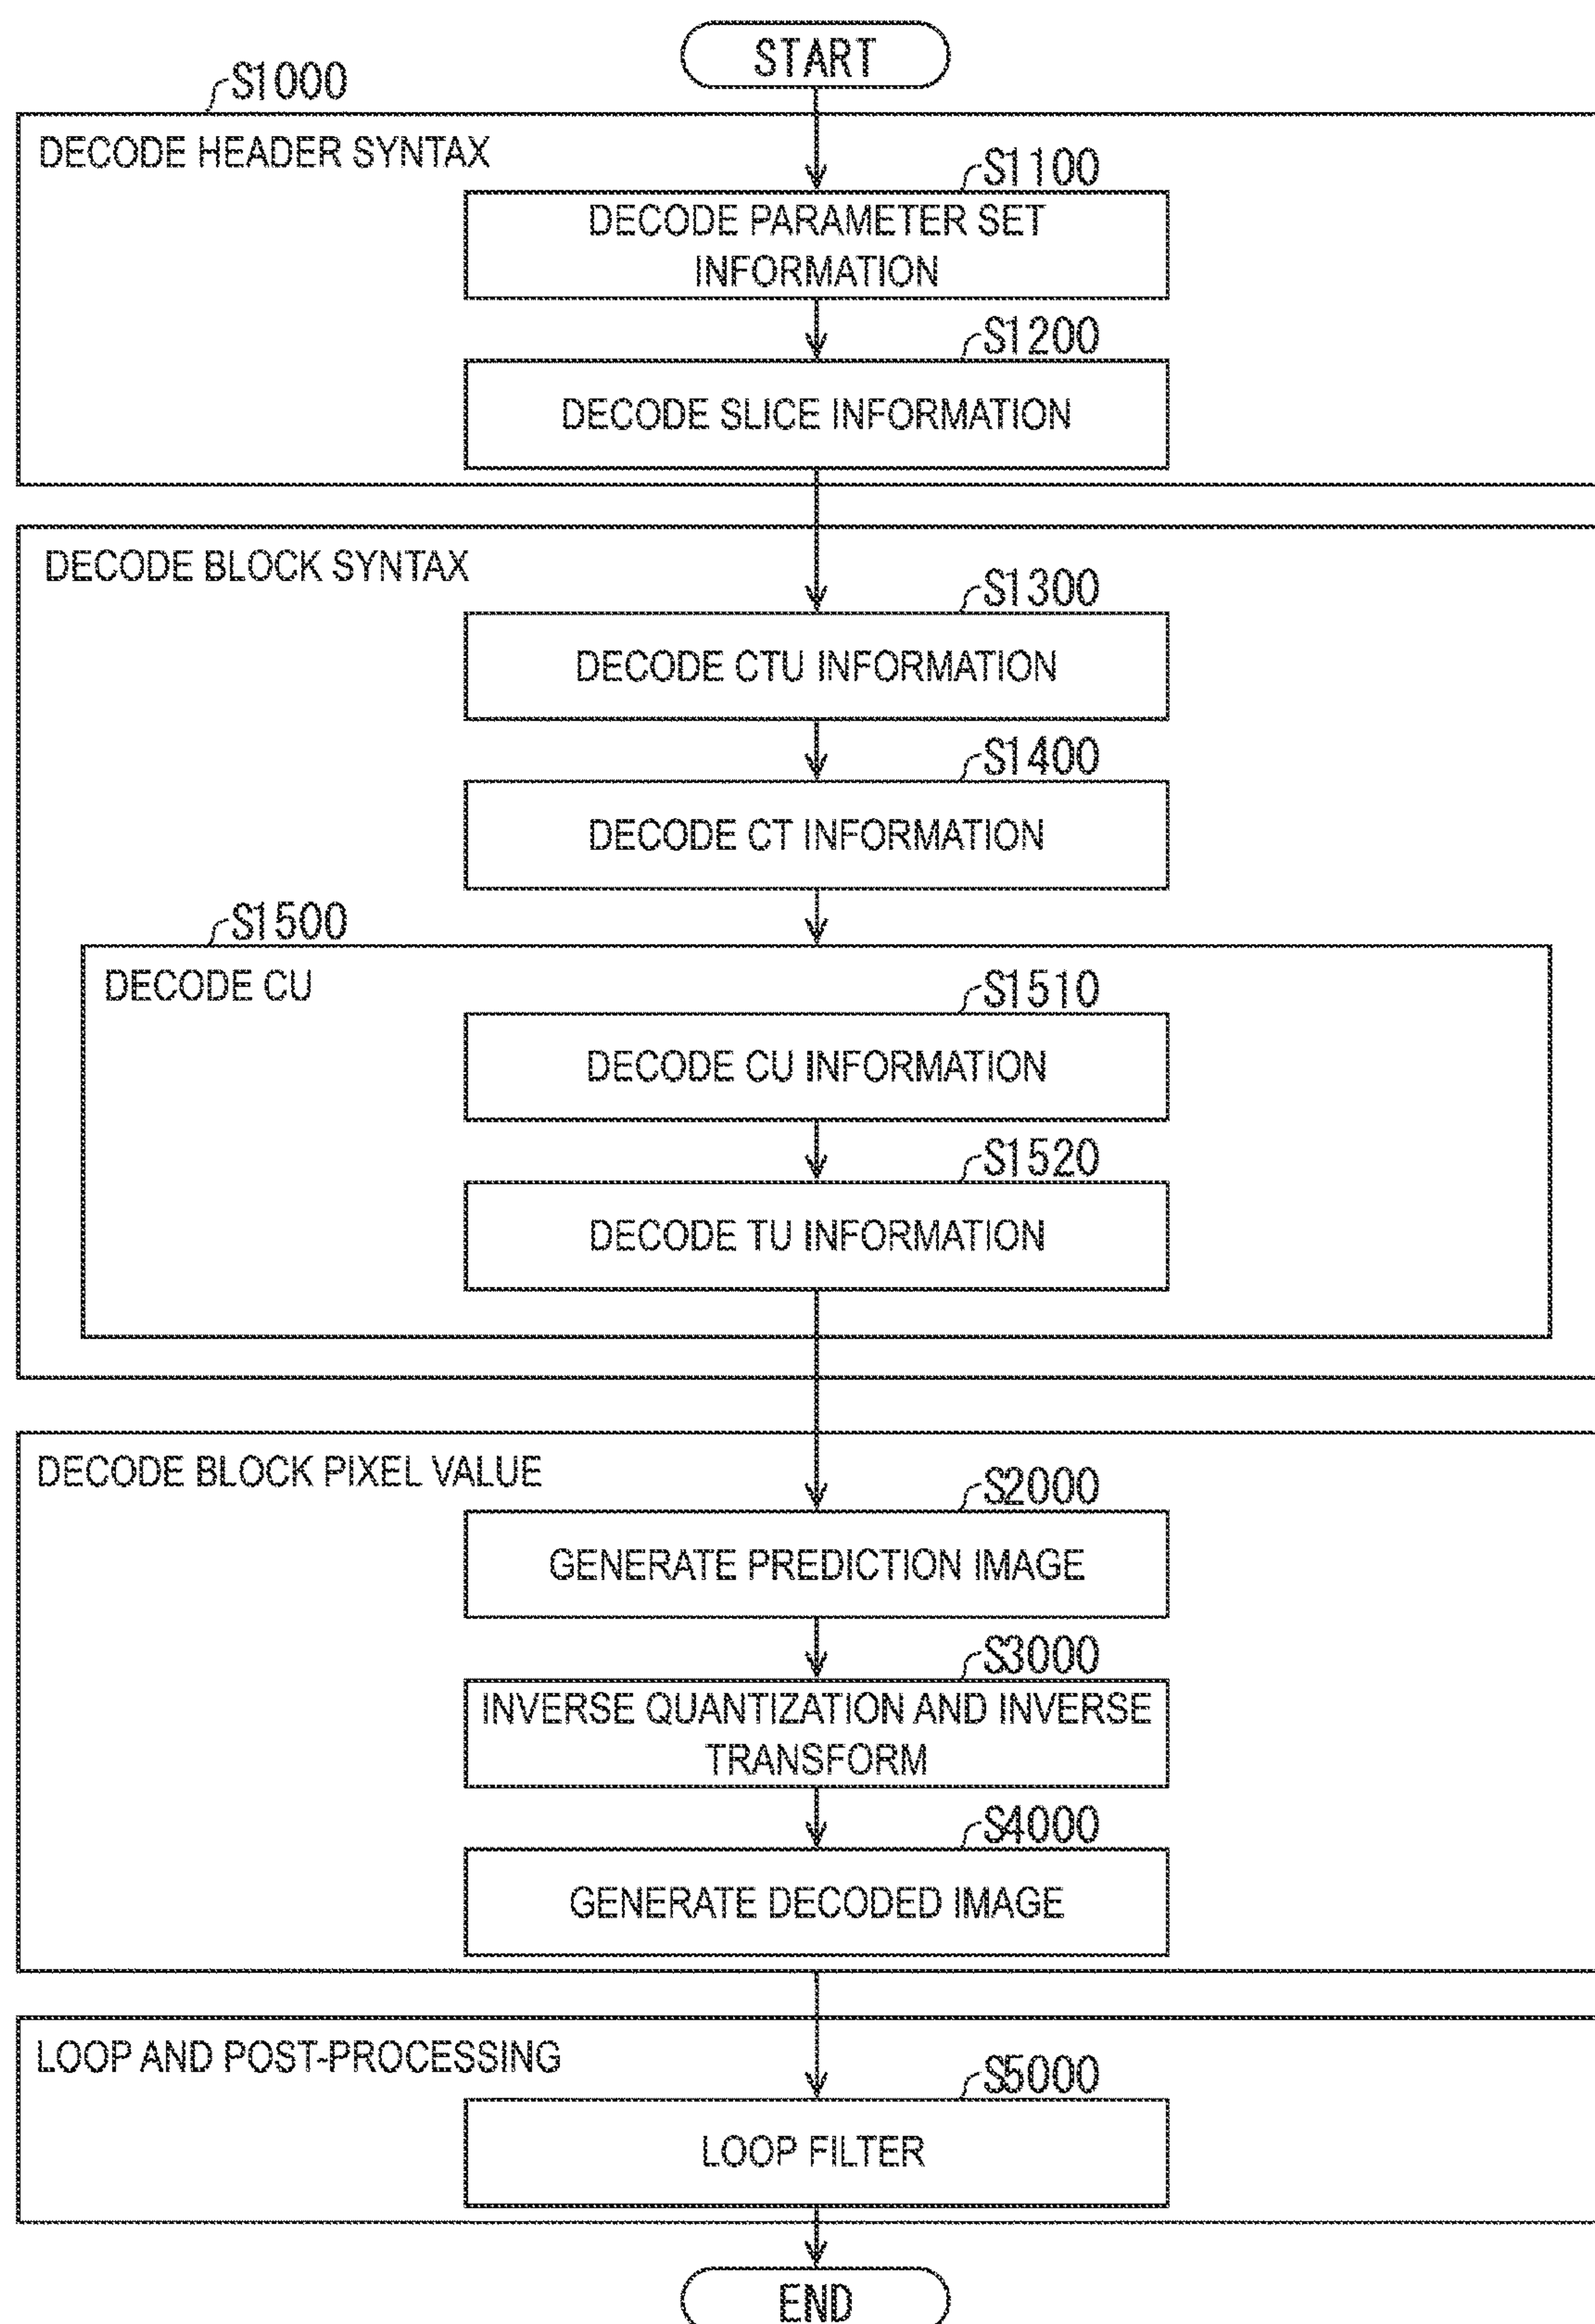 START
S1000
DECODE HEADER SYNTAX
S1100
DECODE PARAMETER SET
INFORMATION
S1200
DECODE SLICE INFORMATION
DECODE BLOCK SYNTAX
S1300
DECODE CTU INFORMATION
S1400
DECODE CT INFORMATION
S1500
DECODE CU
S1510
DECODE CU INFORMATION
S1520
DECODE TU INFORMATION
DECODE BLOCK PIXEL VALUE
S2000
GENERATE PREDICTION IMAGE
S3000
INVERSE QUANTIZATION AND INVERSE
TRANSFORM
S4000
GENERATE DECODED IMAGE
LOOP AND POST-PROCESSING
S5000
LOOP FILTER
END